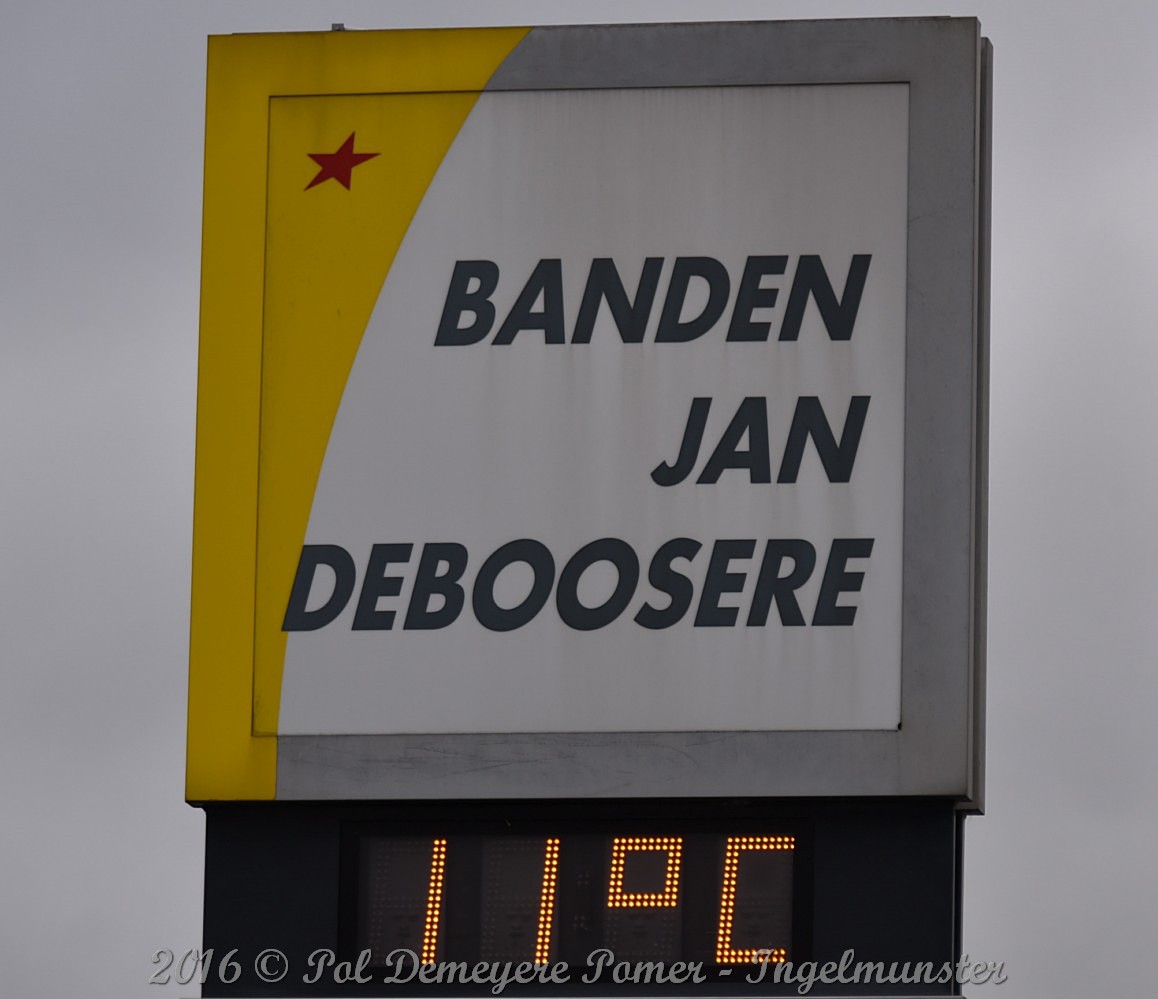 BANDEN
JAN
DEBOOSERE
11°C
2016 © Pol Demeyere Pomer - Ingelmunster